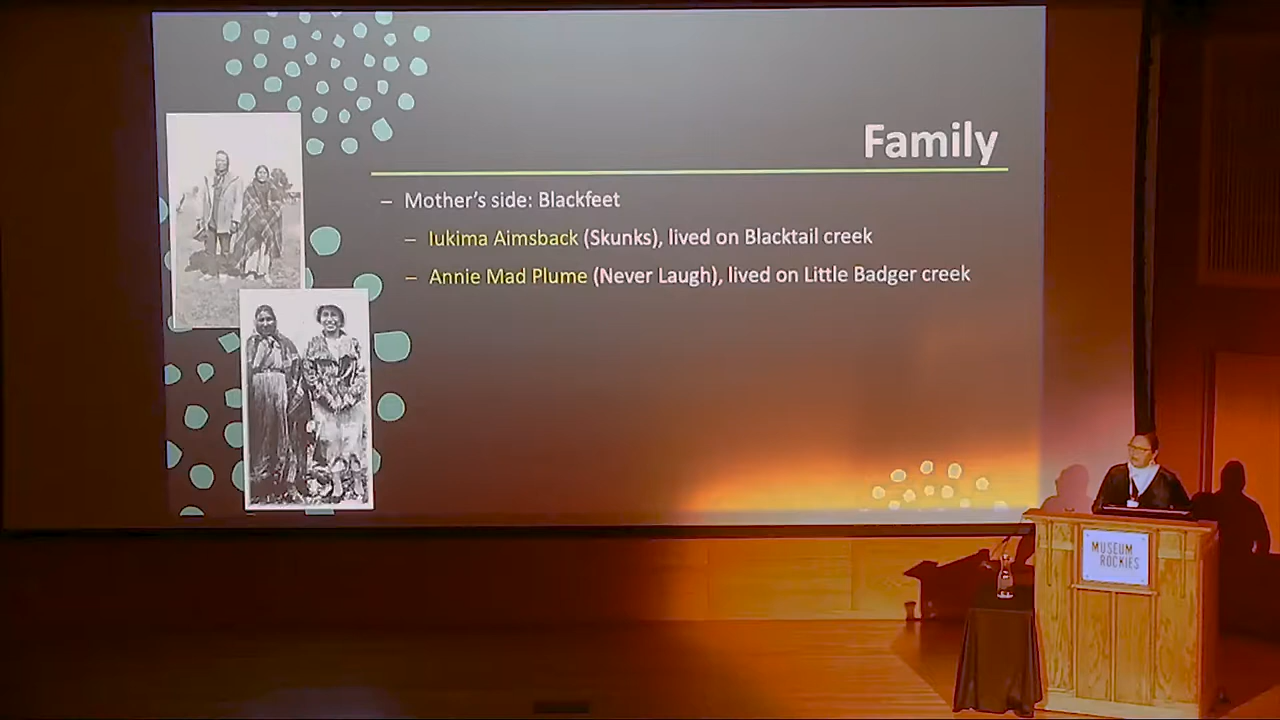 Family
– Mother's side: Blackfeet
– Iukima Aimsback (Skunks), lived on Blacktail creek
– Annie Mad Plume (Never Laugh), lived on Little Badger creek
MUSEUM
ROCKIES